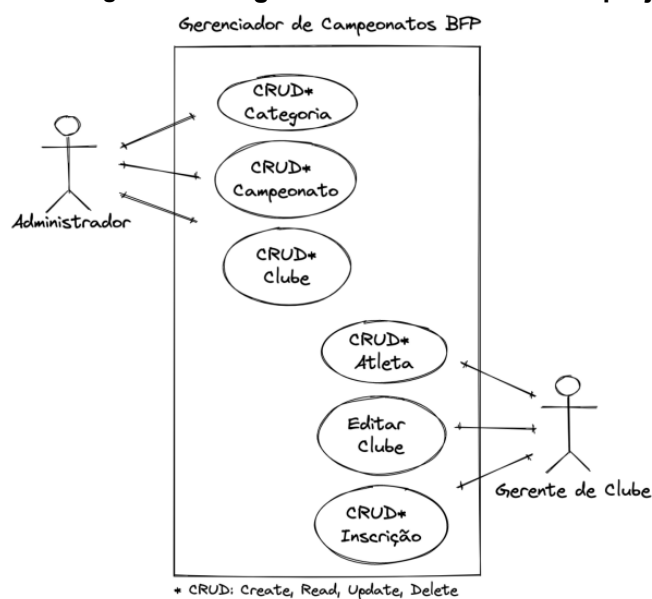 Gerenciador de Campeonatos BFP
CRUD*
Categoria
CRUD*
Campeonato
Administrador
CRUD*
Clube
CRUD*
Atleta
Editar
Clube
Gerente de Clube
CRUD*
Inscrição
* CRUD: Create, Read, Update, Delete